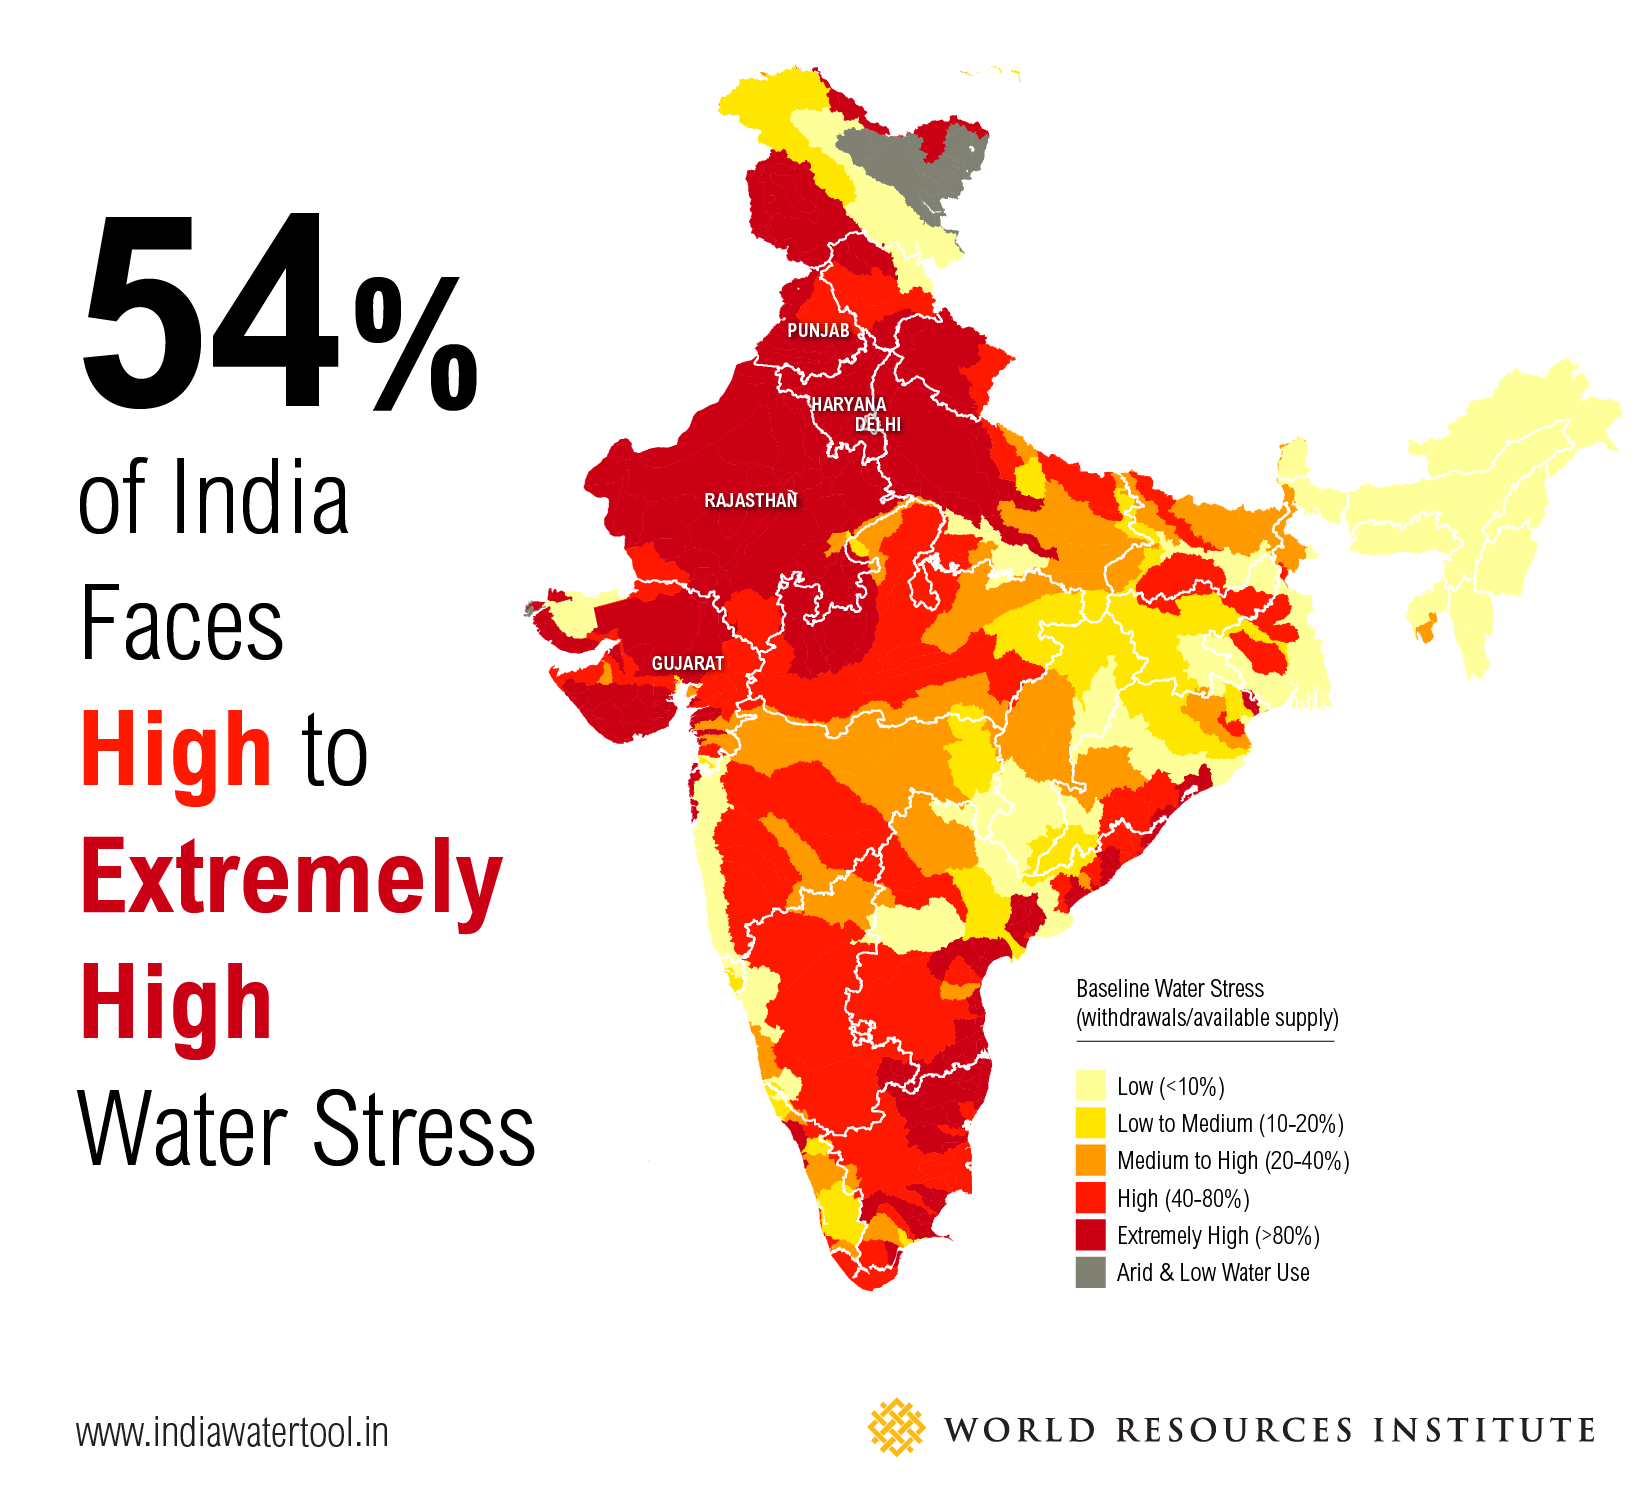 54%
of India
Faces
High to
Extremely
High
Water Stress
PUNJAB
HARYANA
DELHI
RAJASTHAN
GUJARAT
Baseline Water Stress
(withdrawals/available supply)
Low (<10%)
Low to Medium (10-20%)
Medium to High (20-40%)
High (40-80%)
Extremely High (>80%)
Arid & Low Water Use
www.indiawatertool.in
WORLD RESOURCES INSTITUTE